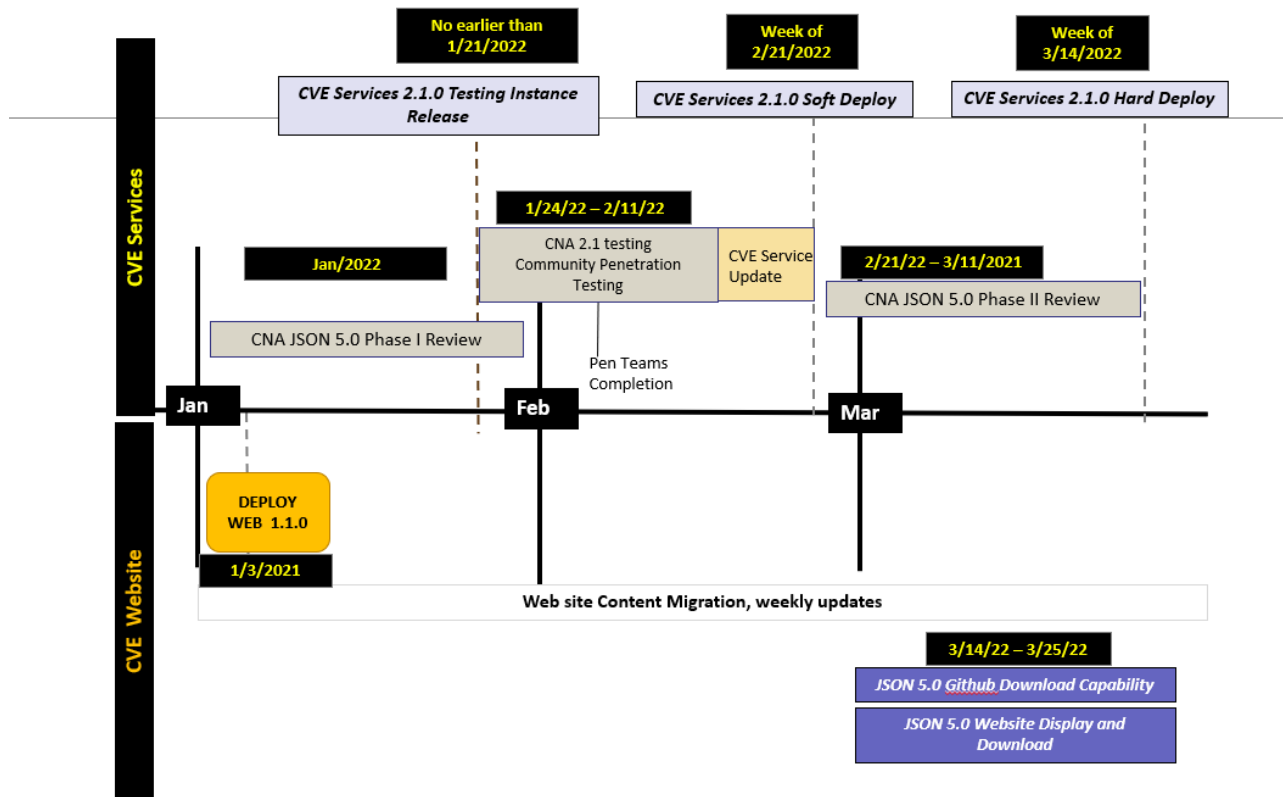 No earlier than
1/21/2022
Week of
2/21/2022
Week of
3/14/2022
CVE Services 2.1.0 Testing Instance
Release
CVE Services 2.1.0 Soft Deploy
CVE Services 2.1.0 Hard Deploy
CVE Services
1/24/22 – 2/11/22
Jan/2022
CNA 2.1 testing
Community Penetration
Testing
CVE Service
Update
2/21/22 – 3/11/2021
CNA JSON 5.0 Phase II Review
CNA JSON 5.0 Phase I Review
Pen Teams
Completion
Jan
Feb
Mar
CVE Website
DEPLOY
WEB 1.1.0
1/3/2021
Web site Content Migration, weekly updates
3/14/22 – 3/25/22
JSON 5.0 Github Download Capability
JSON 5.0 Website Display and
Download